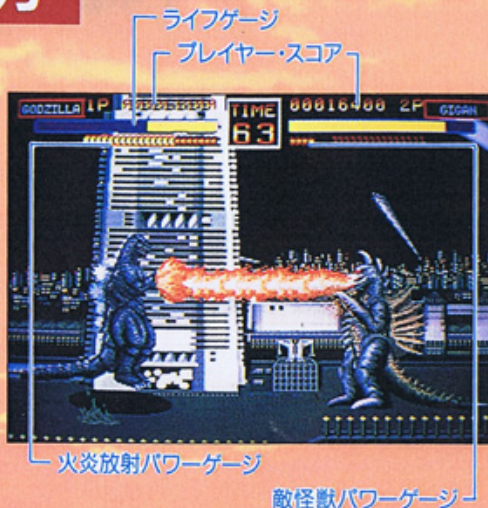 ライフゲージ
プレイヤー・スコア
GODZILLA 1P
TIME
63
00016400 2P GIGAN
火炎放射パワーゲージ
敵怪獣パワーゲージ